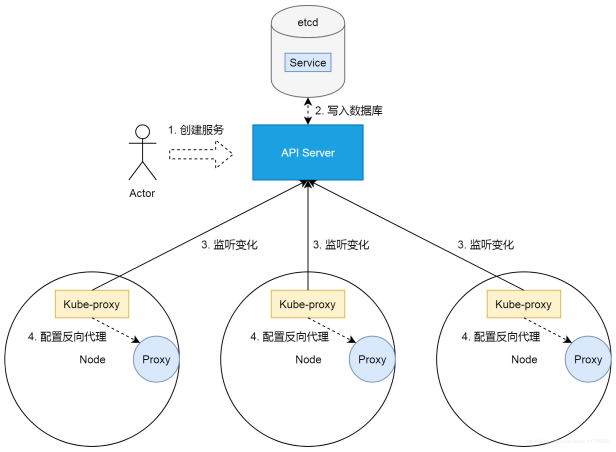 etcd
Service
2. 写入数据库
1. 创建服务
API Server
Actor
3. 监听变化
3. 监听变化
3. 监听变化
Kube-proxy
Kube-proxy
Kube-proxy
4. 配置反向代理
4. 配置反向代理
4. 配置反向代理
Node
Proxy
Node
Proxy
Node
Proxy